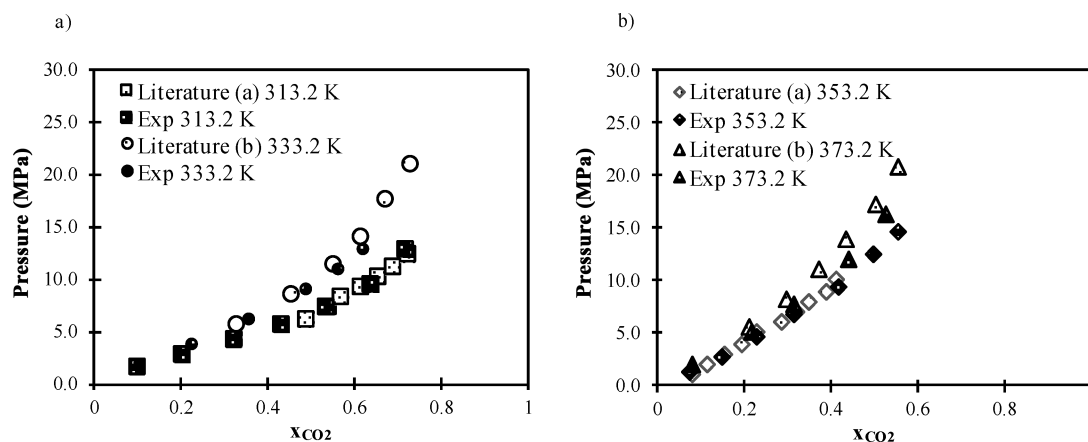 a)
30.0
25.0
20.0
15.0
10.0
5.0
0.0
Pressure (MPa)
Literature (a) 313.2 K
Exp 313.2 K
Literature (b) 333.2 K
Exp 333.2 K
0 0.2 0.4 0.6 0.8 1
xCO2
b)
30.0
25.0
20.0
15.0
10.0
5.0
0.0
Pressure (MPa)
Literature (a) 353.2 K
Exp 353.2 K
Literature (b) 373.2 K
Exp 373.2 K
0 0.2 0.4 0.6 0.8 1
xCO2